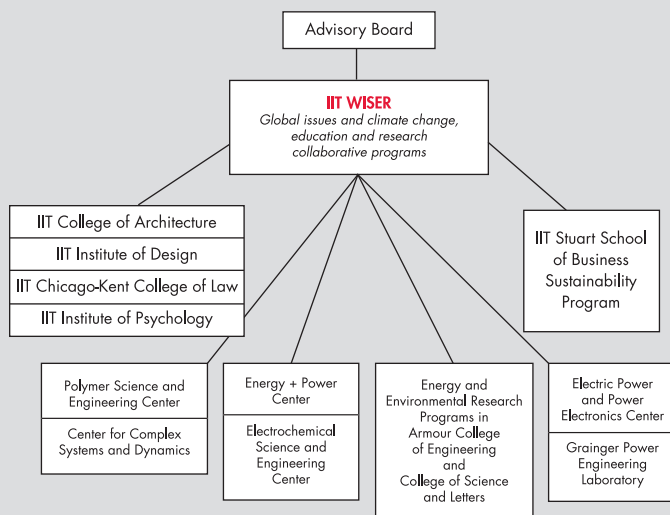 Advisory Board
IIT WISER
Global issues and climate change,
education and research
collaborative programs
IIT College of Architecture
IIT Institute of Design
IIT Chicago-Kent College of Law
IIT Institute of Psychology
IIT Stuart School
of Business
Sustainability
Program
Polymer Science and
Engineering Center
Center for Complex
Systems and Dynamics
Energy + Power
Center
Electrochemical
Science and
Engineering
Center
Energy and
Environmental Research
Programs in
Armour College
of Engineering
and
College of Science
and Letters
Electric Power
and Power
Electronics Center
Grainger Power
Engineering
Laboratory